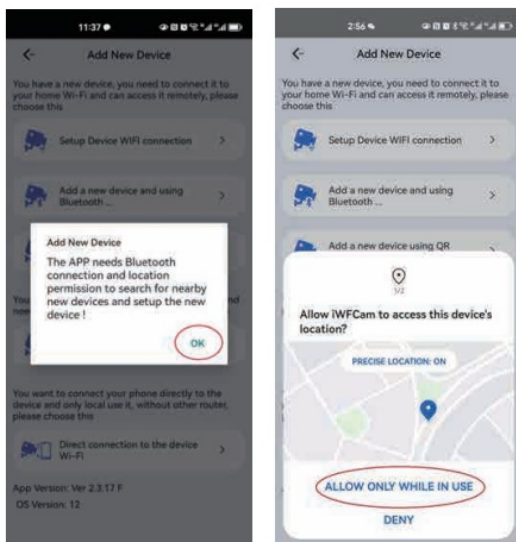 11:37
Add New Device
You have a new device, you need to connect it to
your home Wi-Fi and can access it remotely, please
choose this
Setup Device WIFI connection
Add a new device and using
Bluetooth ...
Add New Device
The APP needs Bluetooth
connection and location
permission to search for nearby
new devices and setup the new
device !
OK
You want to connect your phone directly to the
device and only local use it, without other router,
please choose this
Direct connection to the device
Wi-Fi
App Version: Ver 2.3.17 F
OS Version: 12
2:56
Add New Device
You have a new device, you need to connect it to
your home Wi-Fi and can access it remotely, please
choose this
Setup Device WIFI connection
Add a new device and using
Bluetooth ...
Add a new device using QR
1/2
Allow iWFCam to access this device's
location?
PRECISE LOCATION: ON
ALLOW ONLY WHILE IN USE
DENY